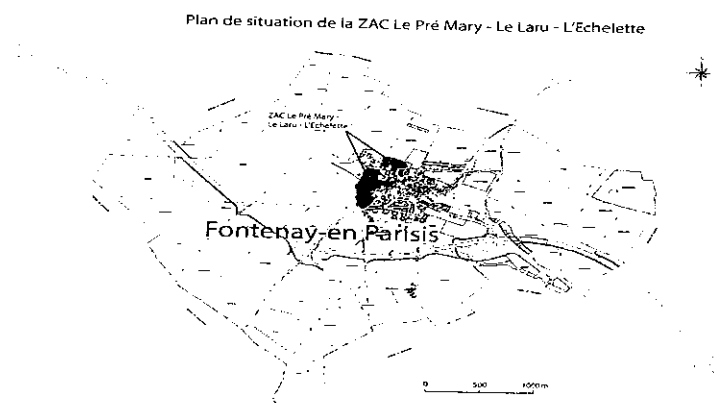 Plan de situation de la ZAC Le Pré Mary - Le Laru - L'Echelette
ZAC Le Pré Mary -
Le Laru - L'Echelette
Fontenay-en Parisis
0 500 1000m